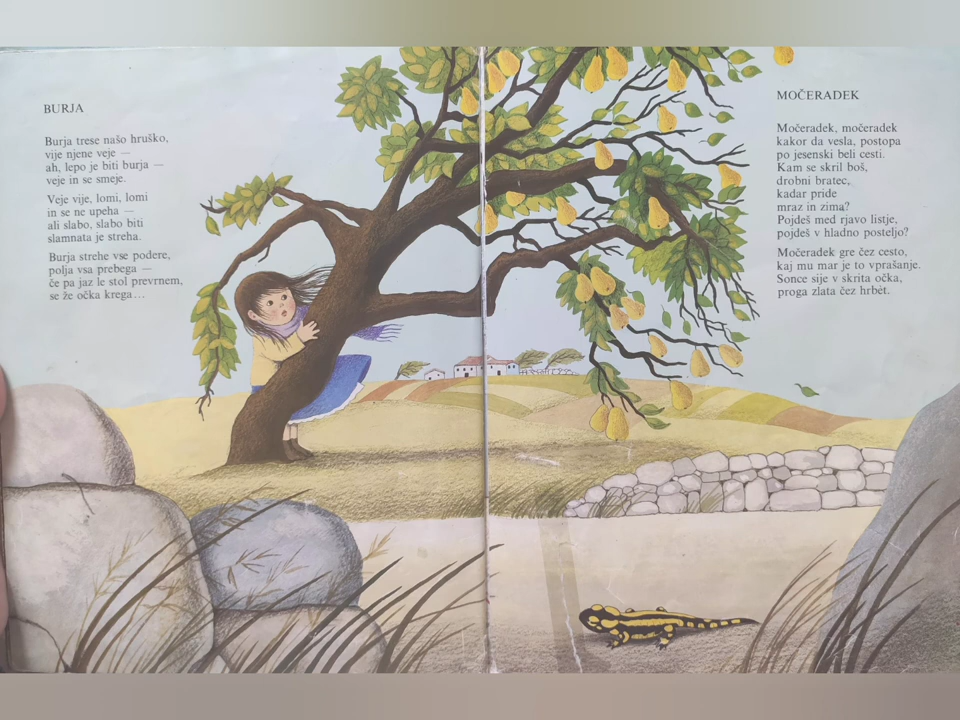 BURJA
Burja trese našo hruško,
vije njene veje —
ah, lepo je biti burja —
veje in se smeje.
Veje vije, lomi, lomi
in se ne upeha —
ali slabo, slabo biti
slamnata je streha.
Burja strehe vse podere,
polja vsa prebega —
če pa jaz le stol prevrnem,
se že očka krega...
MOČERADEK
Močeradek, močeradek
kakor da vesla, postopa
po jesenski beli cesti.
Kam se skril boš,
drobni bratec,
kadar pride
mraz in zima?
Pojdeš med rjavo listje,
pojdeš v hladno posteljo?
Močeradek gre čez cesto,
kaj mu mar je to vprašanje.
Sonce sije v skrita očka,
proga zlata čez hrbèt.